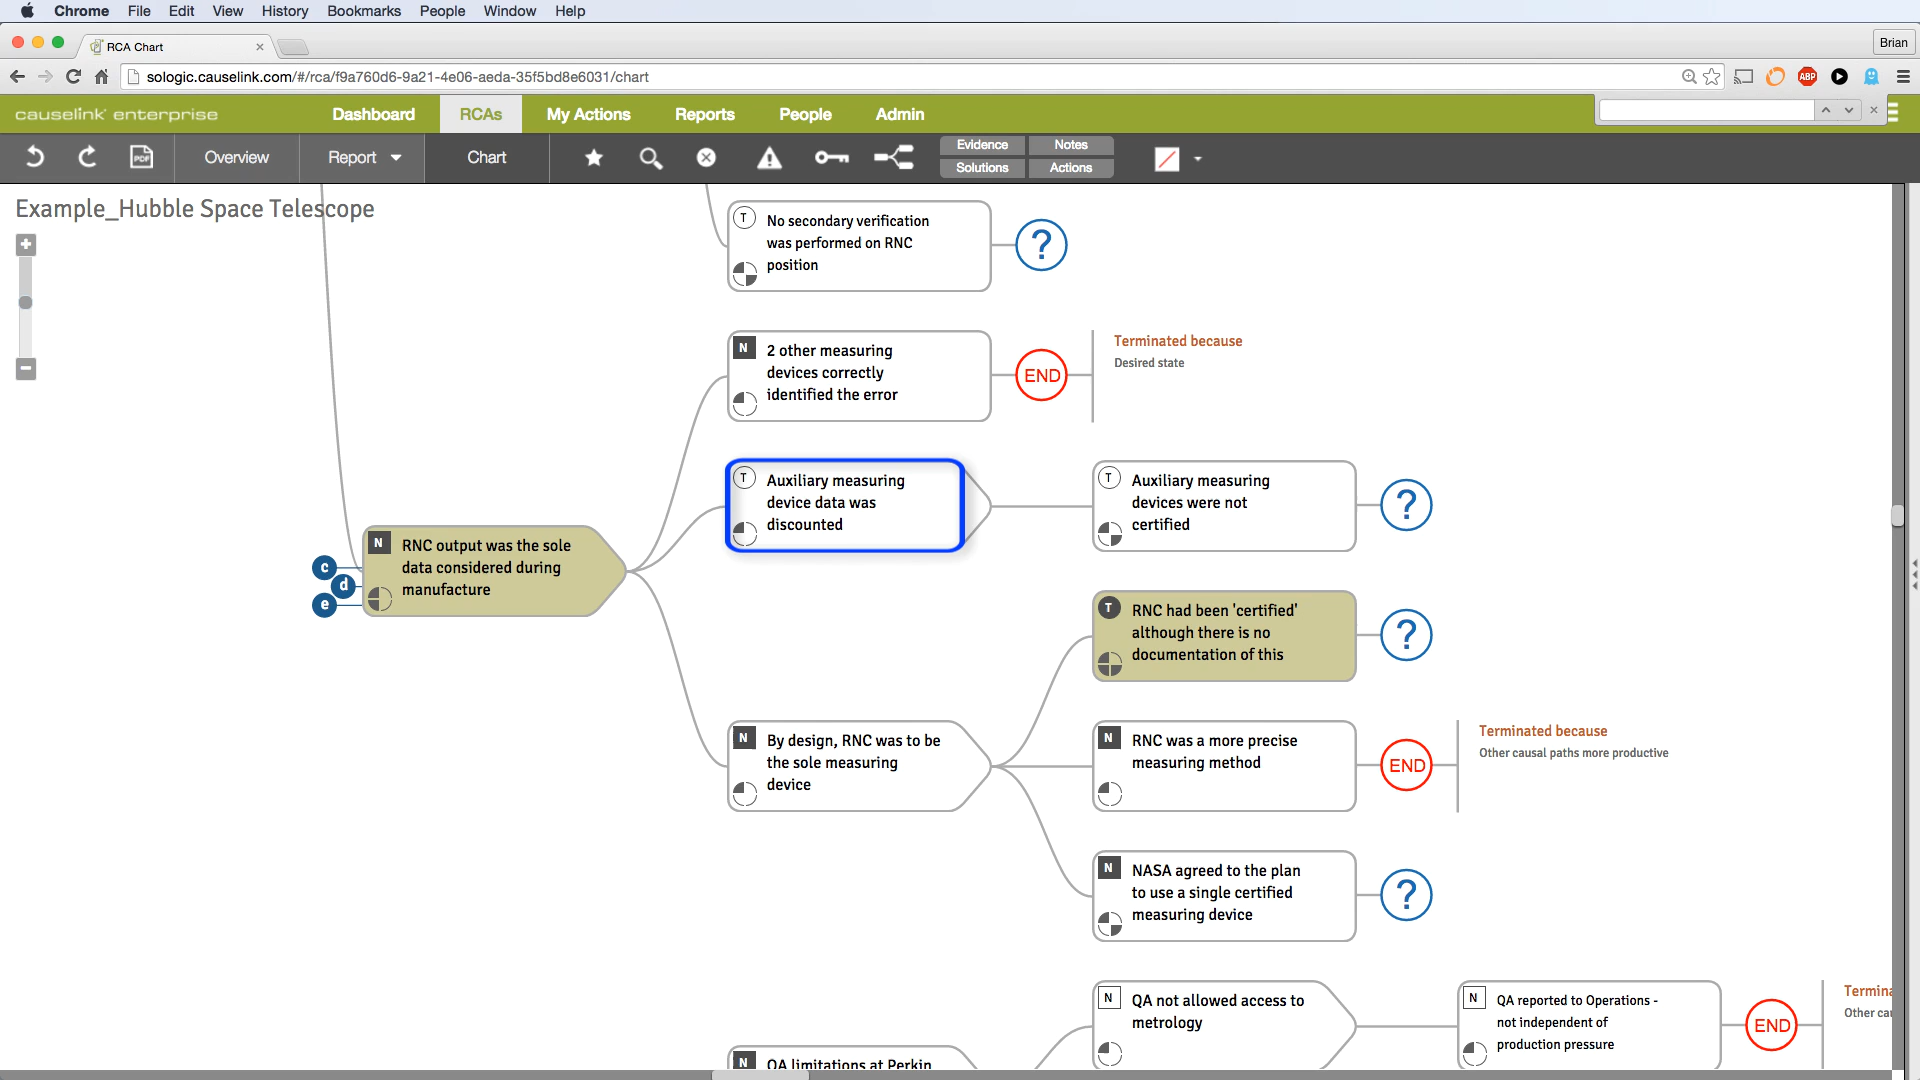 Chrome File Edit View History Bookmarks People Window Help
RCA Chart
Brian
sologic.causelink.com/#/rca/f9a760d6-9a21-4e06-aeda-35f5bd8e6031/chart
ABP
causelink enterprise Dashboard RCAs My Actions Reports People Admin
PDF Overview Report Chart Evidence Notes
Solutions Actions
Example_Hubble Space Telescope
T No secondary verification
was performed on RNC
position
?
N 2 other measuring
devices correctly
identified the error
END
Terminated because
Desired state
T Auxiliary measuring
device data was
discounted
T Auxiliary measuring
devices were not
certified
?
c
d
e
N RNC output was the sole
data considered during
manufacture
T RNC had been 'certified'
although there is no
documentation of this
?
N By design, RNC was to be
the sole measuring
device
N RNC was a more precise
measuring method
END
Terminated because
Other causal paths more productive
N NASA agreed to the plan
to use a single certified
measuring device
?
N QA not allowed access to
metrology
N QA reported to Operations -
not independent of
production pressure
END
Termina
Other cau
N QA limitations at Perkin